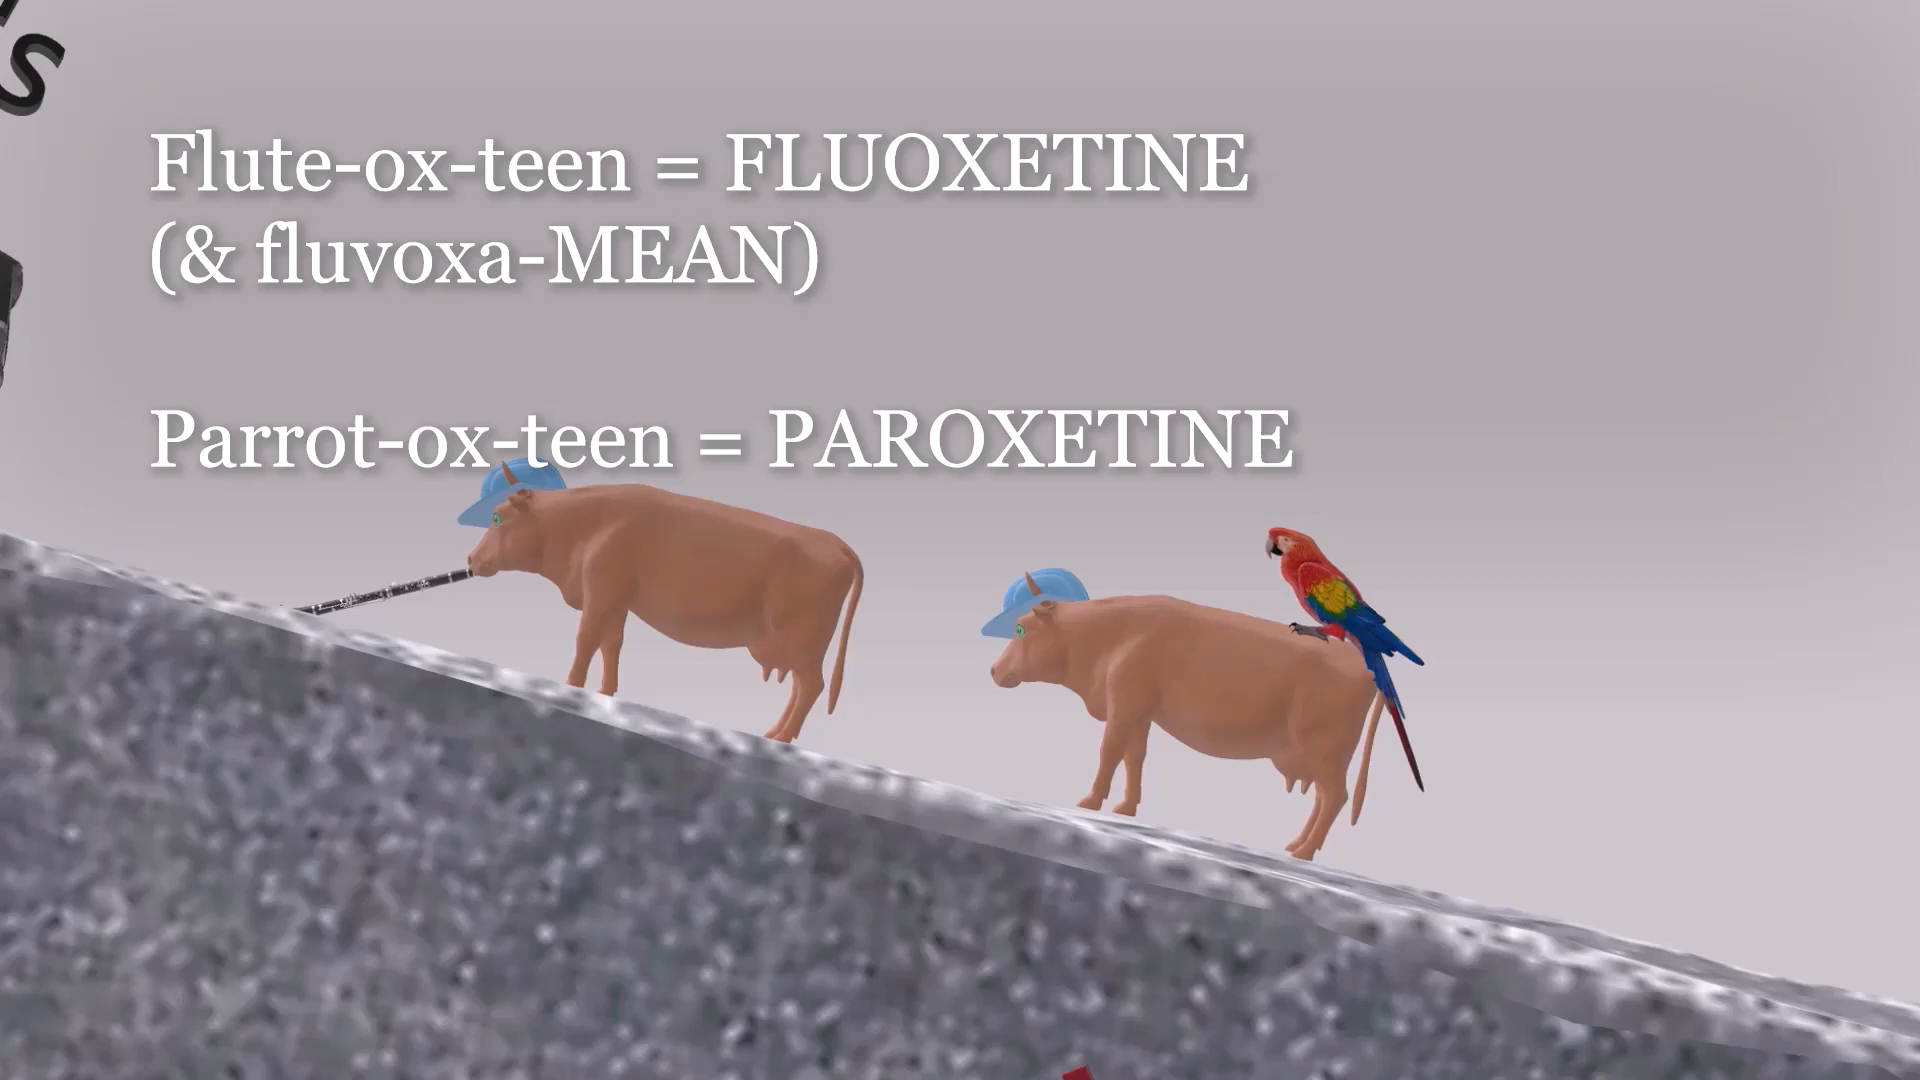 s
Flute-ox-teen = FLUOXETINE
(& fluvoxa-MEAN)
Parrot-ox-teen = PAROXETINE